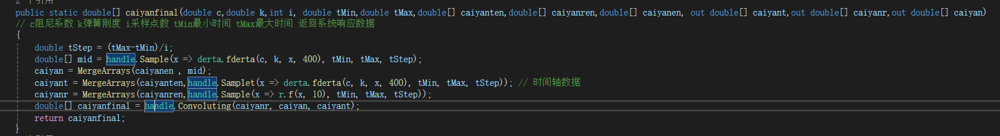 public static double[] caiyanfinal(double c,double k,int i, double tMin,double tMax,double[] caiyanten,double[] caiyanren,double[] caiyanen, out double[] caiyant,out double[] caiyanr,out double[] caiyan)
// c阻尼系数 k弹簧刚度 i采样点数 tMin最小时间 tMax最大时间 返回系统响应数据
{
double tStep = (tMax-tMin)/i;
double[] mid = handle.Sample(x => derta.fderta(c, k, x, 400), tMin, tMax, tStep);
caiyan = MergeArrays(caiyanen , mid);
caiyant = MergeArrays(caiyanten,handle.Samplet(x => derta.fderta(c, k, x, 400), tMin, tMax, tStep)); // 时间轴数据
caiyanr = MergeArrays(caiyanren,handle.Sample(x => r.f(x, 10), tMin, tMax, tStep));
double[] caiyanfinal = handle.Convoluting(caiyanr, caiyan, caiyant);
return caiyanfinal;
}